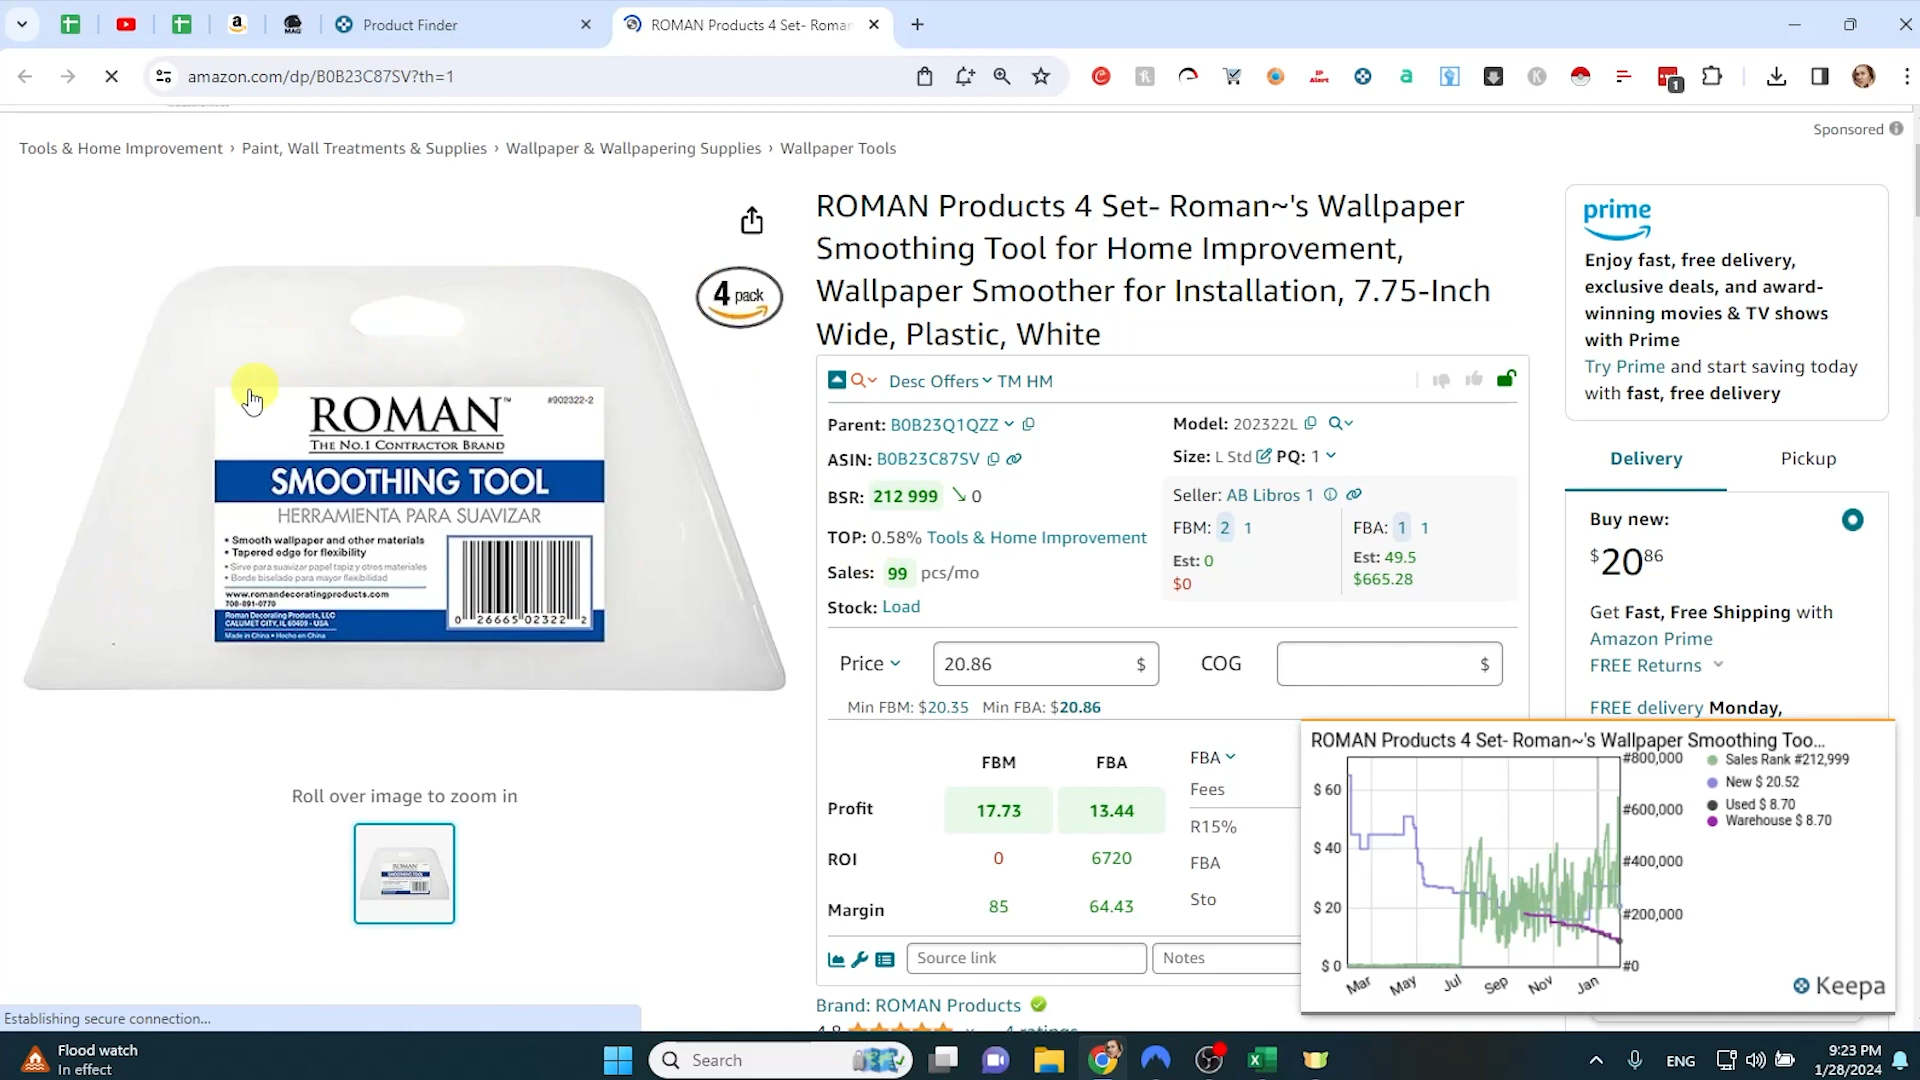 Product Finder
ROMAN Products 4 Set- Roman
amazon.com/dp/B0B23C87SV?th=1
Sponsored
Tools & Home Improvement › Paint, Wall Treatments & Supplies › Wallpaper & Wallpapering Supplies › Wallpaper Tools
4 pack
ROMAN™
#902322-2
THE NO.1 CONTRACTOR BRAND
SMOOTHING TOOL
HERRAMIENTA PARA SUAVIZAR
• Smooth wallpaper and other materials
• Tapered edge for flexibility
• Sirve para suavizar papel tapiz y otros materiales
• Borde biselado para mayor flexibilidad
www.romandecoratingproducts.com
708-891-0770
Roman Decorating Products, LLC
CALUMET CITY, IL 60409 - USA
Made in China • Hecho en China
0 26665 02322 2
Roll over image to zoom in
ROMAN Products 4 Set- Roman~'s Wallpaper
Smoothing Tool for Home Improvement,
Wallpaper Smoother for Installation, 7.75-Inch
Wide, Plastic, White
Desc Offers TM HM
Parent: B0B23Q1QZZ
Model: 202322L
ASIN: B0B23C87SV
Size: L Std PQ: 1
BSR: 212 999 0
Seller: AB Libros 1
FBM: 2 1
FBA: 1 1
TOP: 0.58% Tools & Home Improvement
Est: 0
$0
Est: 49.5
$665.28
Sales: 99 pcs/mo
Stock: Load
Price 20.86 $
COG $
Min FBM: $20.35 Min FBA: $20.86
FBM FBA
FBA
Profit 17.73 13.44
Fees
R15%
ROI 0 6720
FBA
Margin 85 64.43
Sto
Source link
Notes
Brand: ROMAN Products
4.8
4 ratings
prime
Enjoy fast, free delivery,
exclusive deals, and award-
winning movies & TV shows
with Prime
Try Prime and start saving today
with fast, free delivery
Delivery
Pickup
Buy new:
$20 86
Get Fast, Free Shipping with
Amazon Prime
FREE Returns
FREE delivery Monday,
ROMAN Products 4 Set- Roman~'s Wallpaper Smoothing Too...
$ 60
$ 40
$ 20
$ 0
#800,000
#600,000
#400,000
#200,000
#0
Mar May Jul Sep Nov Jan
Sales Rank #212,999
New $ 20.52
Used $ 8.70
Warehouse $ 8.70
Keepa
Establishing secure connection...
Flood watch
In effect
Search
ENG
9:23 PM
1/28/2024